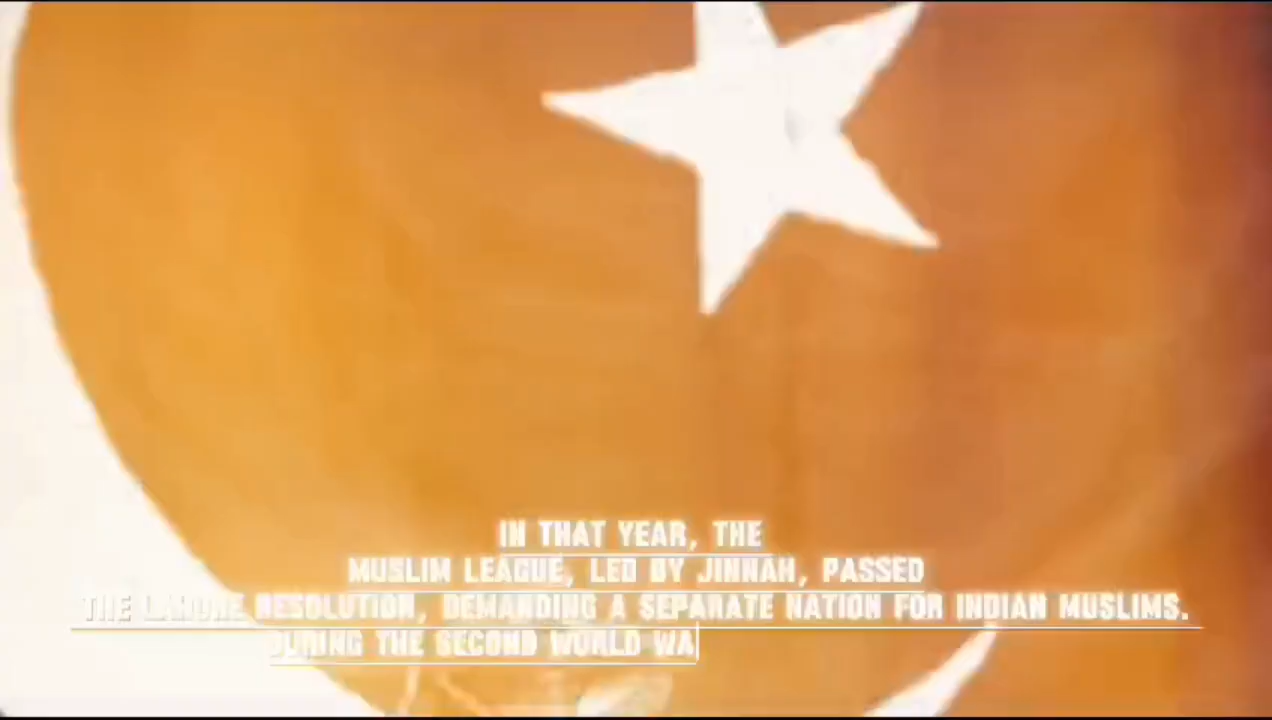 IN THAT YEAR, THE
MUSLIM LEAGUE, LED BY JINNAH, PASSED
THE LAHORE RESOLUTION, DEMANDING A SEPARATE NATION FOR INDIAN MUSLIMS.
DURING THE SECOND WORLD WA